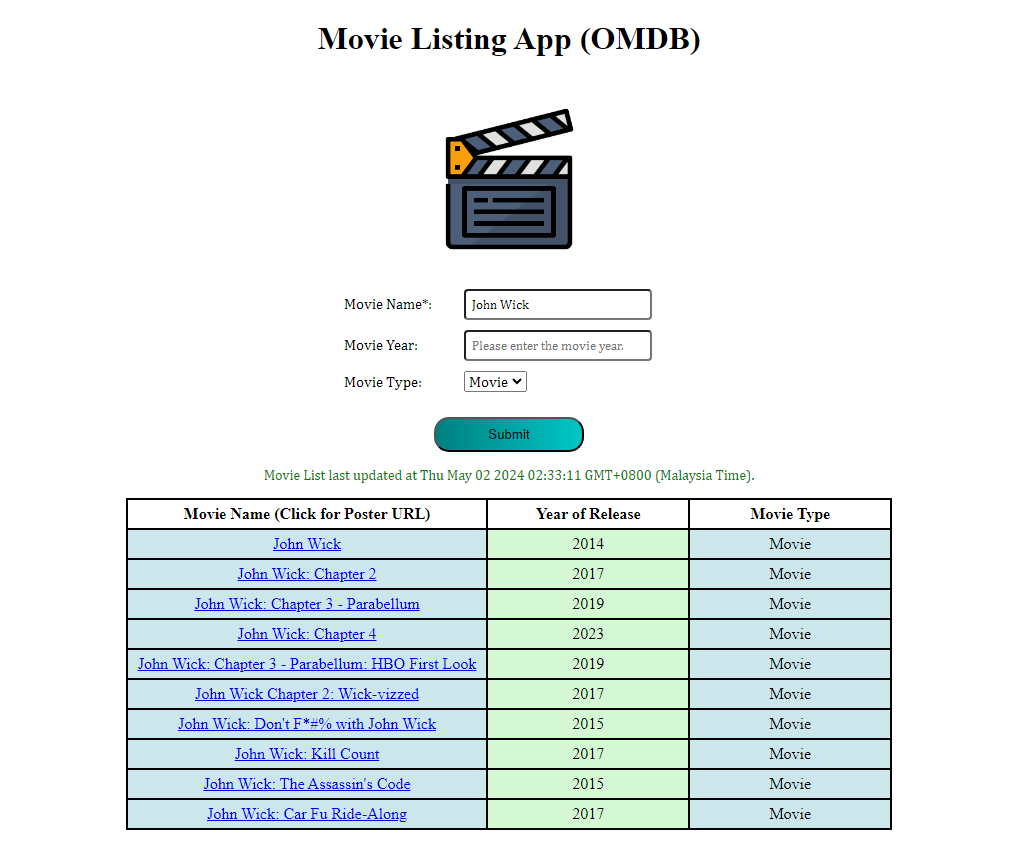 Movie Listing App (OMDB)
Movie Name*: John Wick
Movie Year: Please enter the movie year.
Movie Type: Movie
Submit
Movie List last updated at Thu May 02 2024 02:33:11 GMT+0800 (Malaysia Time).
Movie Name (Click for Poster URL) Year of Release Movie Type
John Wick 2014 Movie
John Wick: Chapter 2 2017 Movie
John Wick: Chapter 3 - Parabellum 2019 Movie
John Wick: Chapter 4 2023 Movie
John Wick: Chapter 3 - Parabellum: HBO First Look 2019 Movie
John Wick Chapter 2: Wick-vizzed 2017 Movie
John Wick: Don't F*#% with John Wick 2015 Movie
John Wick: Kill Count 2017 Movie
John Wick: The Assassin's Code 2015 Movie
John Wick: Car Fu Ride-Along 2017 Movie